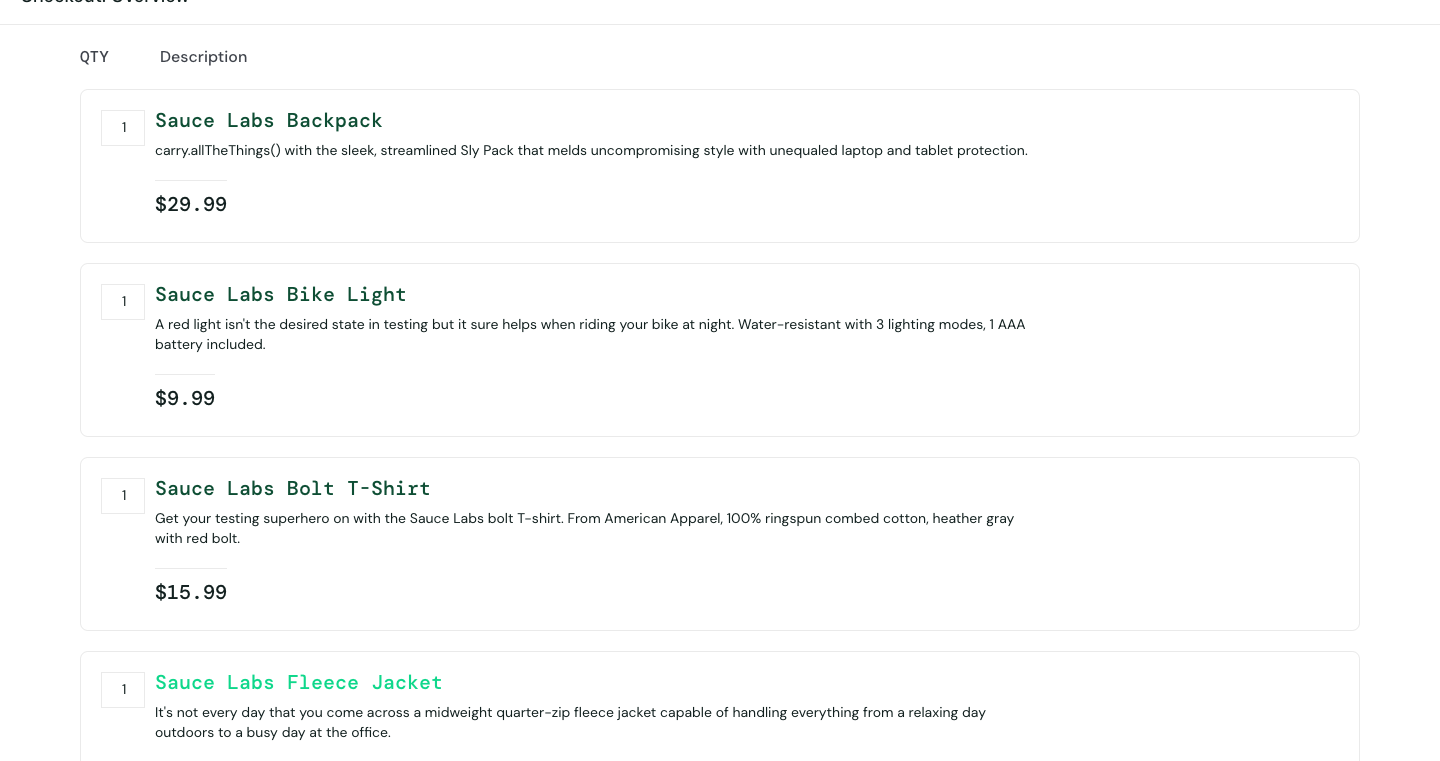 Checkout: Overview
QTY Description
1 Sauce Labs Backpack
carry.allTheThings() with the sleek, streamlined Sly Pack that melds uncompromising style with unequaled laptop and tablet protection.
$29.99
1 Sauce Labs Bike Light
A red light isn't the desired state in testing but it sure helps when riding your bike at night. Water-resistant with 3 lighting modes, 1 AAA
battery included.
$9.99
1 Sauce Labs Bolt T-Shirt
Get your testing superhero on with the Sauce Labs bolt T-shirt. From American Apparel, 100% ringspun combed cotton, heather gray
with red bolt.
$15.99
1 Sauce Labs Fleece Jacket
It's not every day that you come across a midweight quarter-zip fleece jacket capable of handling everything from a relaxing day
outdoors to a busy day at the office.